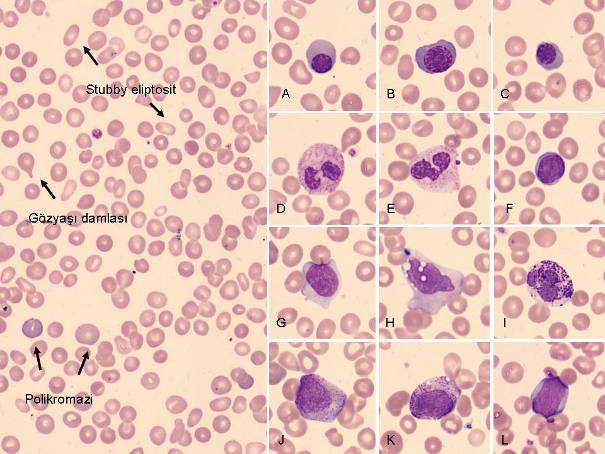 Stubby eliptosit
Gözyaşı damlası
Polikromazi
A
B
C
D
E
F
G
H
I
J
K
L